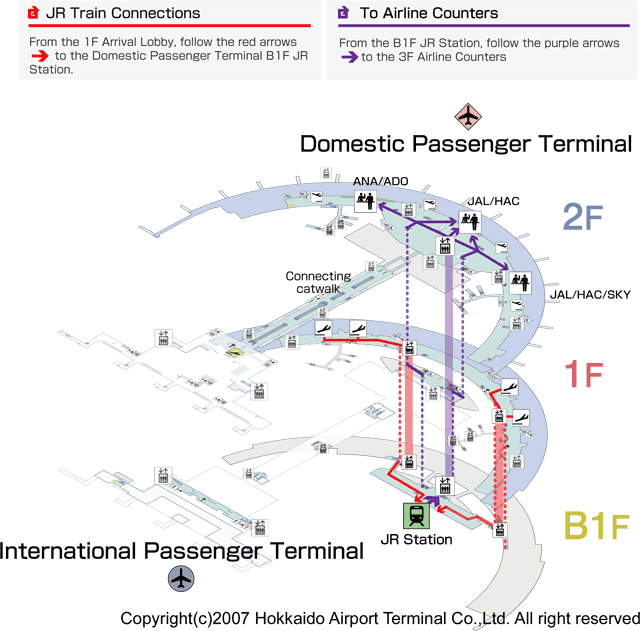 JR Train Connections
From the 1F Arrival Lobby, follow the red arrows
to the Domestic Passenger Terminal B1F JR
Station.
To Airline Counters
From the B1F JR Station, follow the purple arrows
to the 3F Airline Counters
Domestic Passenger Terminal
ANA/ADO
JAL/HAC
2F
Connecting
catwalk
JAL/HAC/SKY
1F
B1F
JR Station
International Passenger Terminal
Copyright(c)2007 Hokkaido Airport Terminal Co.,Ltd. All right reserved